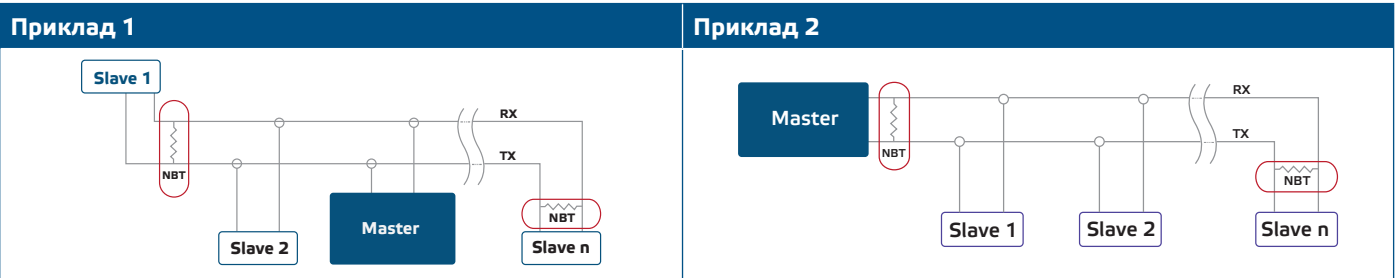 Приклад 1
Slave 1
RX
TX
NBT
Slave 2
Master
NBT
Slave n
Приклад 2
Master
RX
TX
NBT
NBT
Slave 1
Slave 2
Slave n